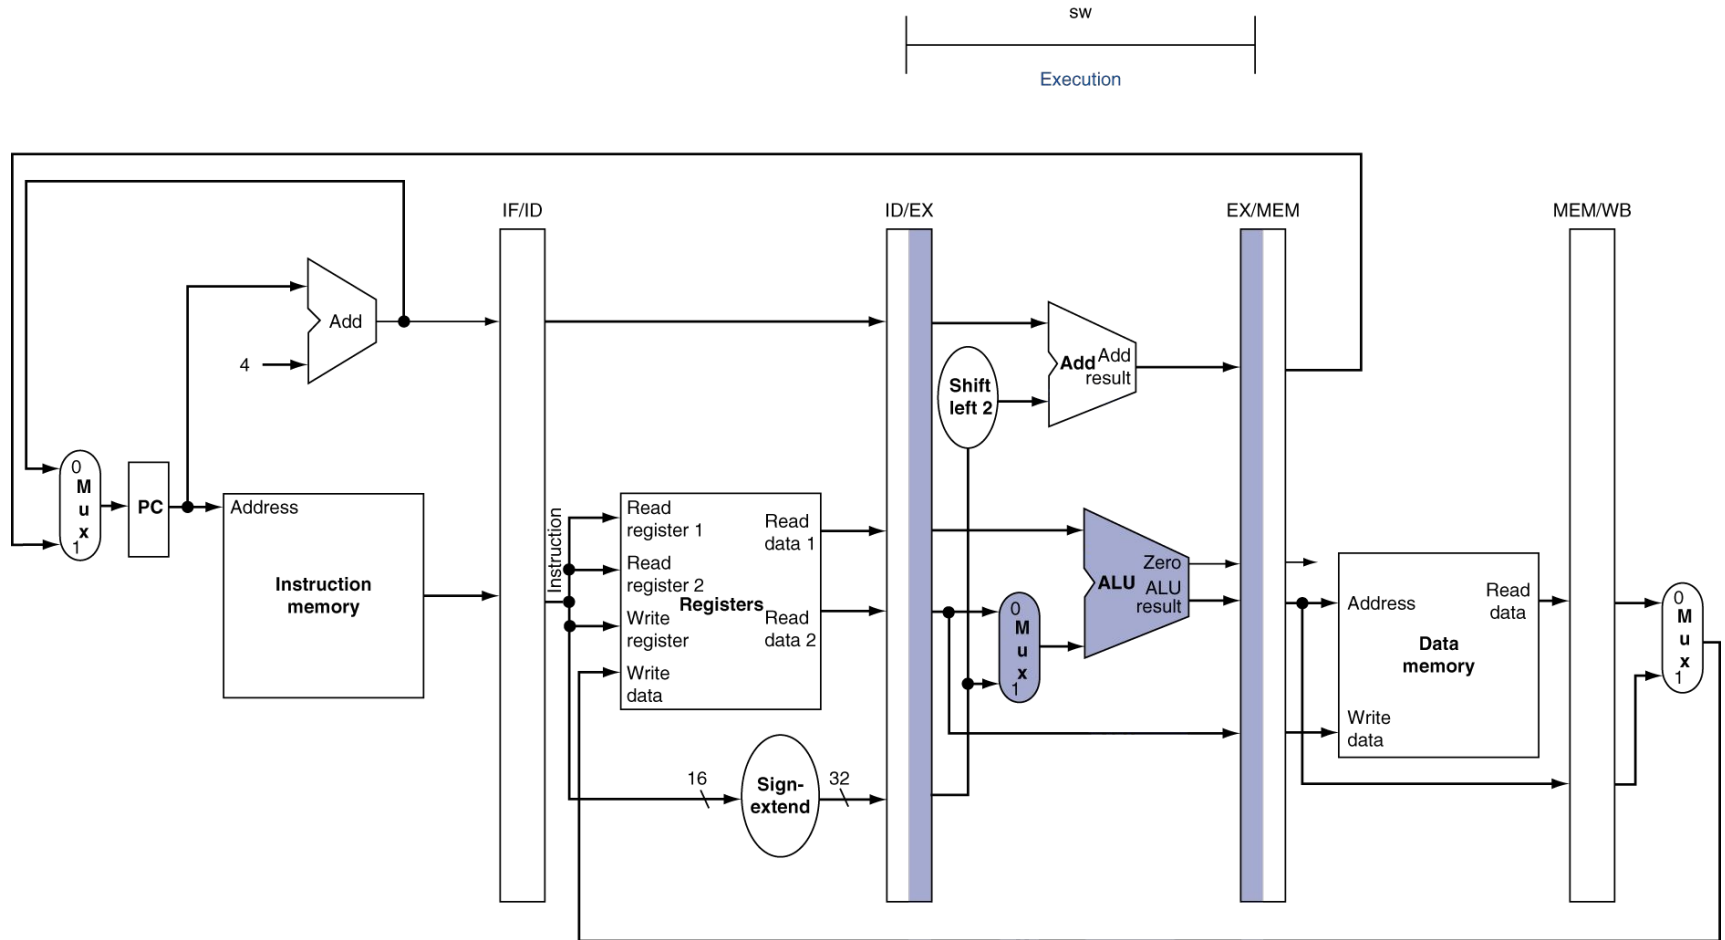 sw
Execution
IF/ID
ID/EX
EX/MEM
MEM/WB
Add
4
Shift
left 2
Add Add
result
0
M
u
x
1
PC
Address
Instruction
memory
Instruction
Read
register 1
Read
register 2
Write
register
Write
data
Registers
Read
data 1
Read
data 2
16
Sign-
extend
32
0
M
u
x
1
Zero
ALU
ALU
result
Address
Read
data
Data
memory
Write
data
0
M
u
x
1